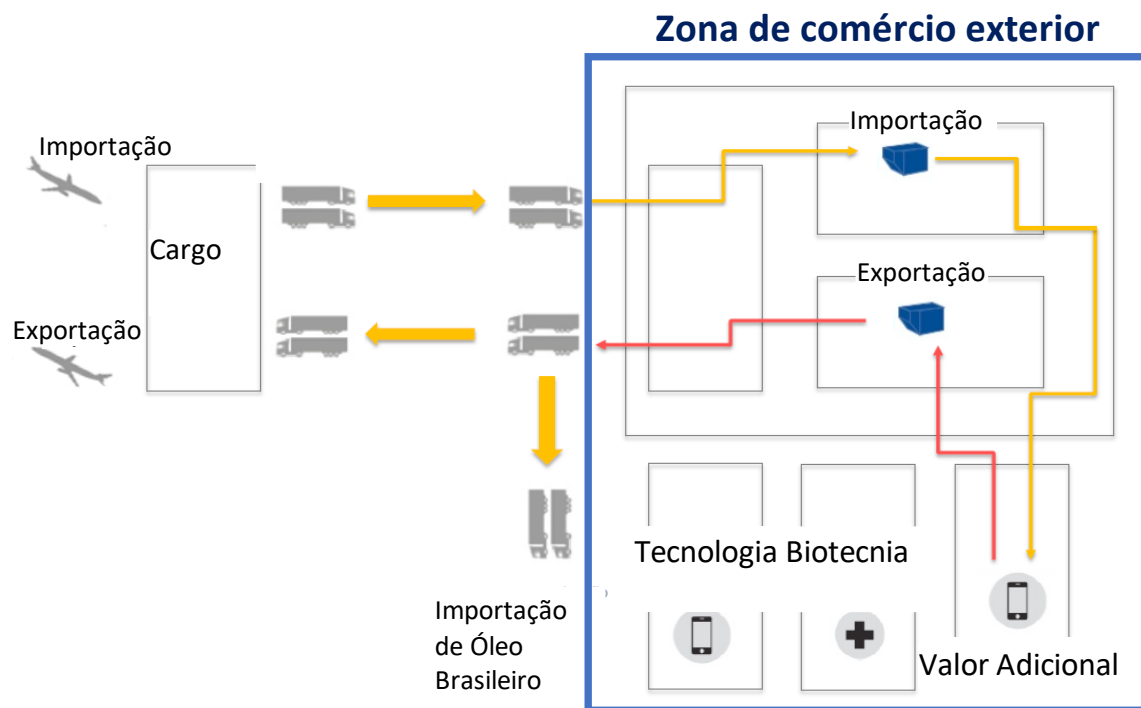 Zona de comércio exterior
Importação
Importação
Cargo
Exportação
Exportação
Tecnologia Biotecnia
Importação
de Óleo
Brasileiro
Valor Adicional